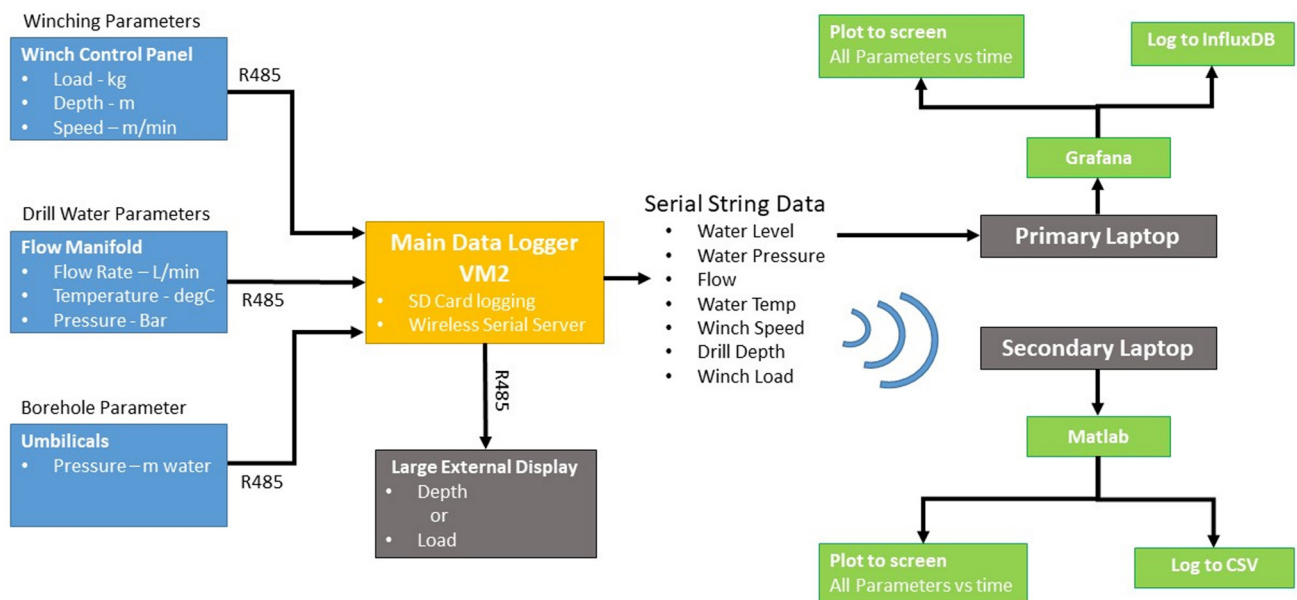 Winching Parameters
Winch Control Panel
• Load - kg
• Depth - m
• Speed – m/min
R485
Drill Water Parameters
Flow Manifold
• Flow Rate – L/min
• Temperature - degC
• Pressure - Bar
R485
Borehole Parameter
Umbilicals
• Pressure – m water
R485
Main Data Logger
VM2
• SD Card logging
• Wireless Serial Server
R485
Large External Display
• Depth
or
• Load
Serial String Data
• Water Level
• Water Pressure
• Flow
• Water Temp
• Winch Speed
• Drill Depth
• Winch Load
Plot to screen
All Parameters vs time
Log to InfluxDB
Grafana
Primary Laptop
Secondary Laptop
Matlab
Plot to screen
All Parameters vs time
Log to CSV